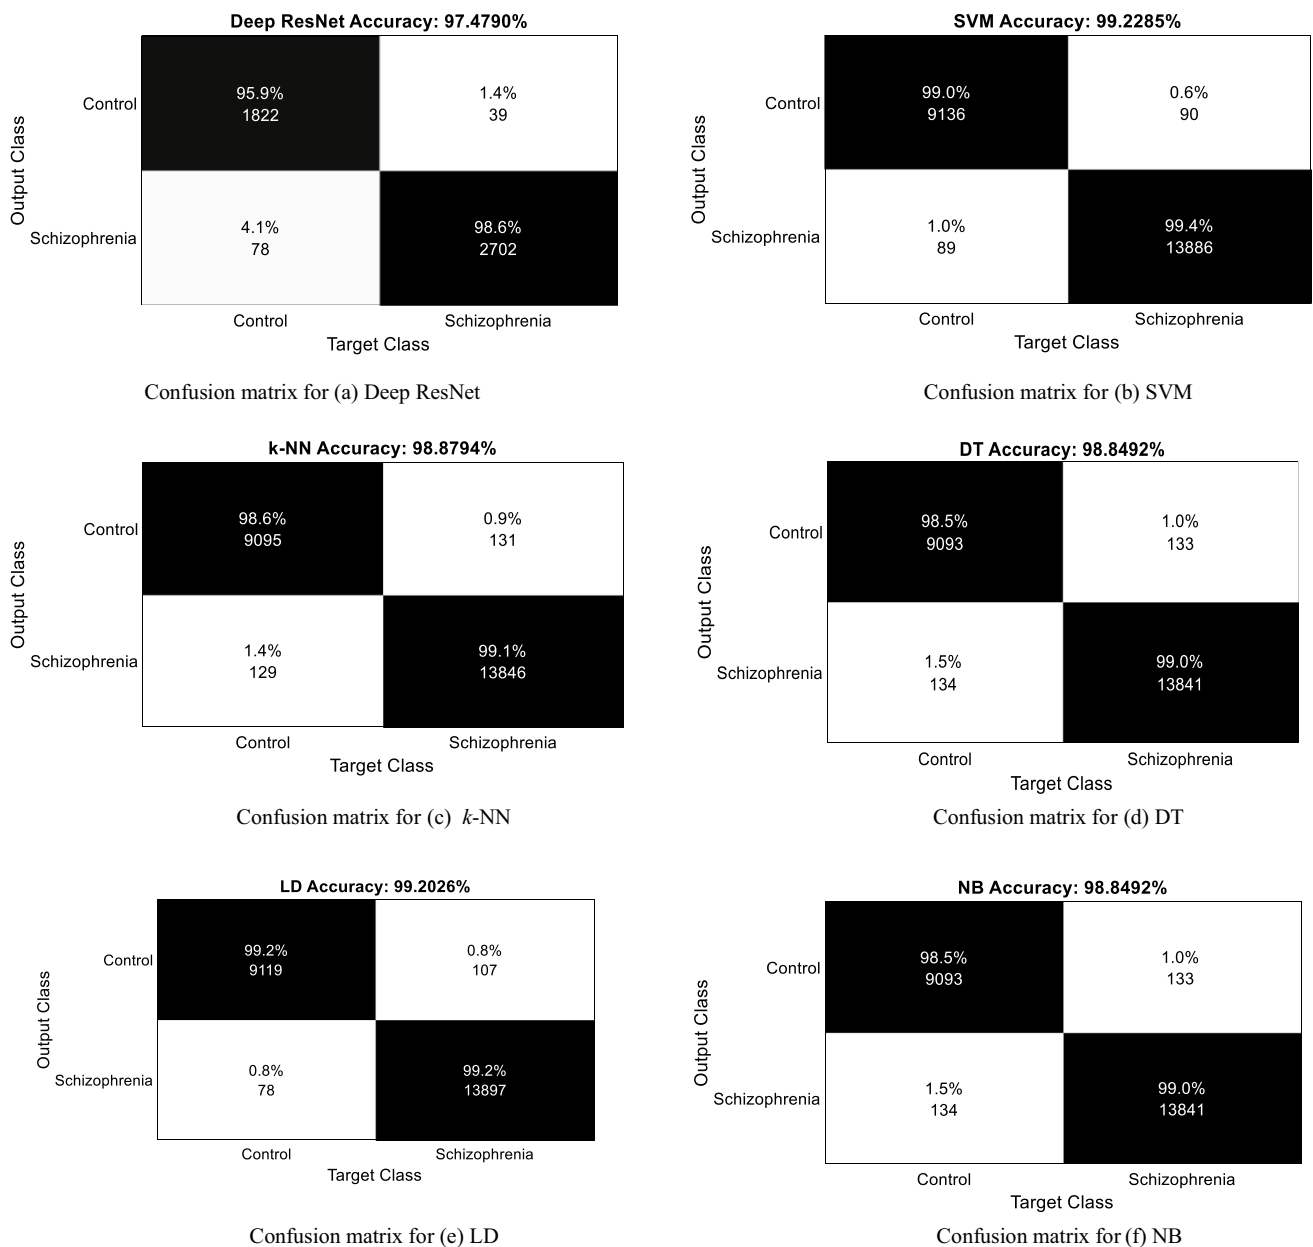 Deep ResNet Accuracy: 97.4790%
Output Class
Control
95.9%
1822
1.4%
39
Schizophrenia
4.1%
78
98.6%
2702
Control
Schizophrenia
Target Class
Confusion matrix for (a) Deep ResNet
SVM Accuracy: 99.2285%
Output Class
Control
99.0%
9136
0.6%
90
Schizophrenia
1.0%
89
99.4%
13886
Control
Schizophrenia
Target Class
Confusion matrix for (b) SVM
k-NN Accuracy: 98.8794%
Output Class
Control
98.6%
9095
0.9%
131
Schizophrenia
1.4%
129
99.1%
13846
Control
Schizophrenia
Target Class
Confusion matrix for (c) k-NN
DT Accuracy: 98.8492%
Output Class
Control
98.5%
9093
1.0%
133
Schizophrenia
1.5%
134
99.0%
13841
Control
Schizophrenia
Target Class
Confusion matrix for (d) DT
LD Accuracy: 99.2026%
Output Class
Control
99.2%
9119
0.8%
107
Schizophrenia
0.8%
78
99.2%
13897
Control
Schizophrenia
Target Class
Confusion matrix for (e) LD
NB Accuracy: 98.8492%
Output Class
Control
98.5%
9093
1.0%
133
Schizophrenia
1.5%
134
99.0%
13841
Control
Schizophrenia
Target Class
Confusion matrix for (f) NB